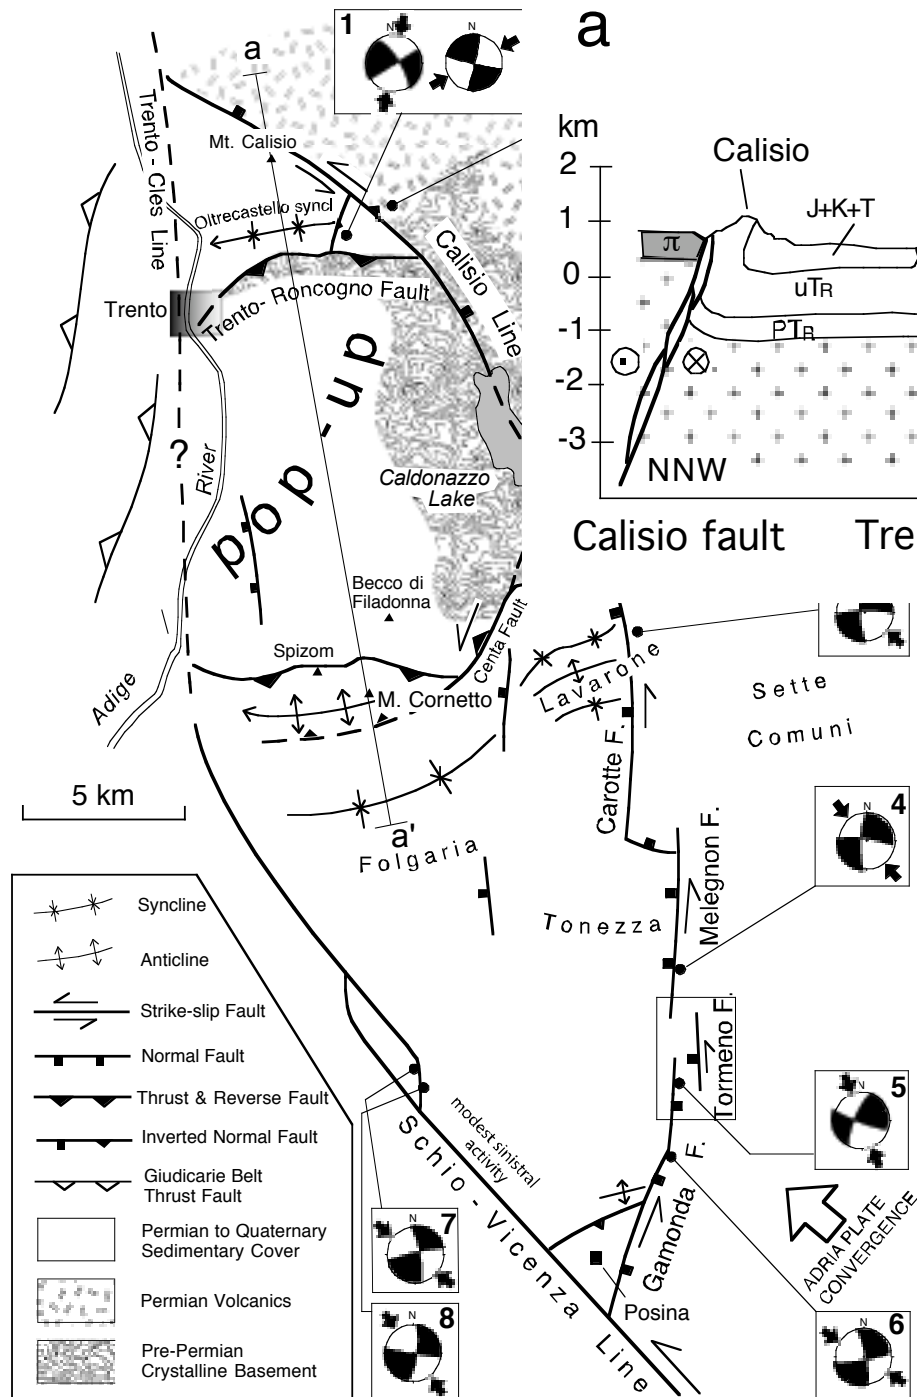 1
N
N
a
Trento - Cles Line
Mt. Calisio
Oltrecastello syncl
Calisio Line
Trento
Trento- Roncogno Fault
pop-up
?
River
Caldonazzo
Lake
Becco di
Filadonna
Centa Fault
Spizom
M. Cornetto
Adige
5 km
a'
Folgaria
a
km
2
1
0
-1
-2
-3
Calisio
J+K+T
π
uTR
PTR
NNW
Calisio fault
Tre
Lavarone
Sette
Comuni
Carotte F.
4
N
Melegnon F.
Tonezza
Tormeno F.
5
N
modest sinistral
activity
Schio - Vicenza Line
Gamonda F.
ADRIA PLATE
CONVERGENCE
Posina
6
N
7
N
8
N
Syncline
Anticline
Strike-slip Fault
Normal Fault
Thrust & Reverse Fault
Inverted Normal Fault
Giudicarie Belt
Thrust Fault
Permian to Quaternary
Sedimentary Cover
Permian Volcanics
Pre-Permian
Crystalline Basement